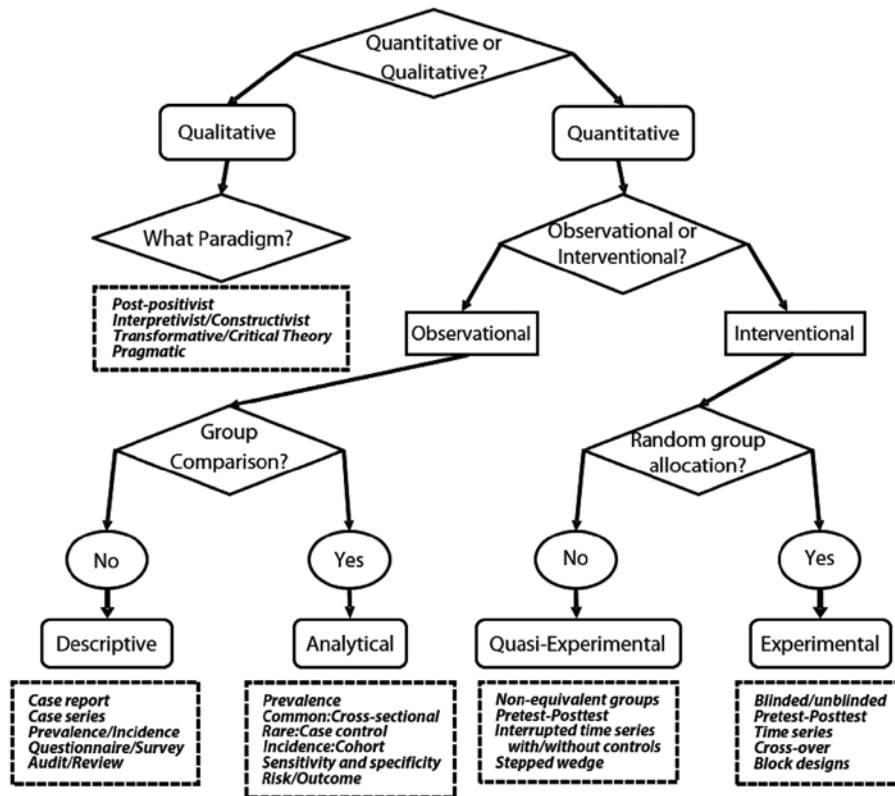 Quantitative or
Qualitative?
Qualitative
Quantitative
What Paradigm?
Observational or
Interventional?
Post-positivist
Interpretivist/Constructivist
Transformative/Critical Theory
Pragmatic
Observational
Interventional
Group
Comparison?
Random group
allocation?
No
Yes
No
Yes
Descriptive
Analytical
Quasi-Experimental
Experimental
Case report
Case series
Prevalence/Incidence
Questionnaire/Survey
Audit/Review
Prevalence
Common:Cross-sectional
Rare:Case control
Incidence:Cohort
Sensitivity and specificity
Risk/Outcome
Non-equivalent groups
Pretest-Posttest
Interrupted time series
with/without controls
Stepped wedge
Blinded/unblinded
Pretest-Posttest
Time series
Cross-over
Block designs